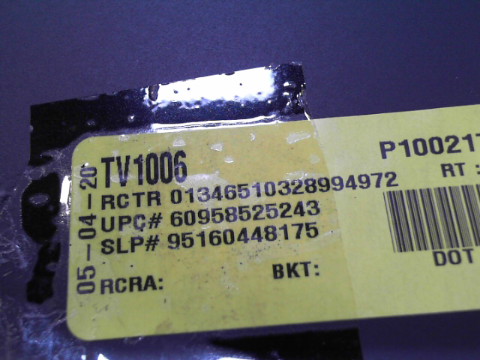 05-04-20
TV1006
RCTR 01346510328994972
UPC# 60958525243
SLP# 95160448175
RCRA:
BKT:
P10021
RT :
DOT